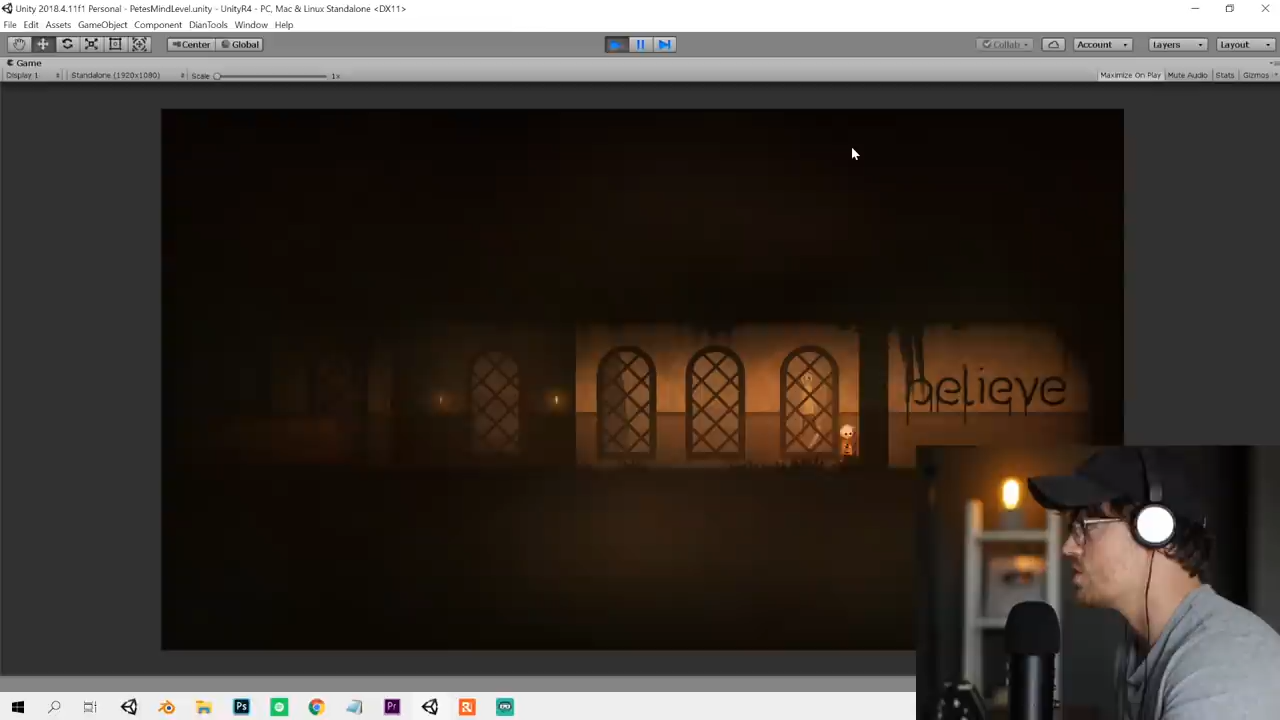 Unity 2018.4.11f1 Personal - PetesMindLevel.unity - UnityR4 - PC, Mac & Linux Standalone <DX11>
File Edit Assets GameObject Component DianTools Window Help
Center Global Collab Account Layers Layout
Game
Display 1 Standalone (1920x1080) Scale 1x Maximize On Play Mute Audio Stats Gizmos
believe
Ps Pr